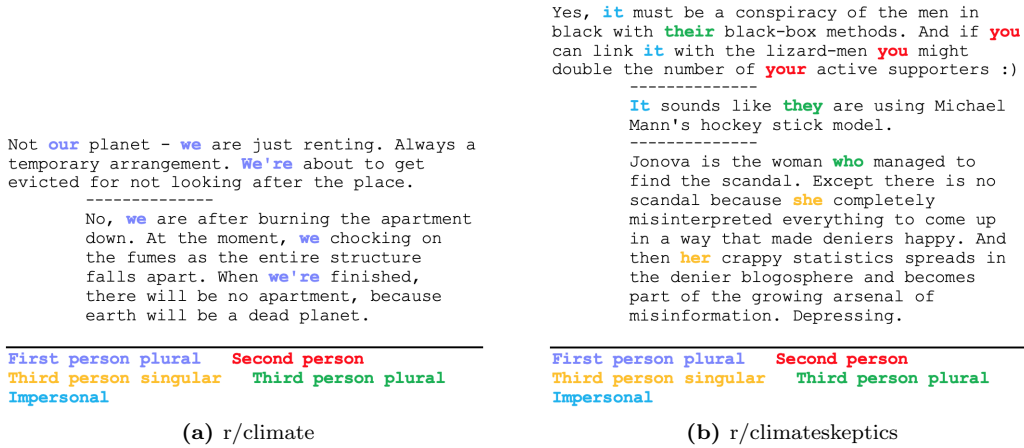 Not our planet - we are just renting. Always a
temporary arrangement. We're about to get
evicted for not looking after the place.
--------------
No, we are after burning the apartment
down. At the moment, we chocking on
the fumes as the entire structure
falls apart. When we're finished,
there will be no apartment, because
earth will be a dead planet.
First person plural Second person
Third person singular Third person plural
Impersonal
(a) r/climate
Yes, it must be a conspiracy of the men in
black with their black-box methods. And if you
can link it with the lizard-men you might
double the number of your active supporters :)
--------------
It sounds like they are using Michael
Mann's hockey stick model.
--------------
Jonova is the woman who managed to
find the scandal. Except there is no
scandal because she completely
misinterpreted everything to come up
in a way that made deniers happy. And
then her crappy statistics spreads in
the denier blogosphere and becomes
part of the growing arsenal of
misinformation. Depressing.
First person plural Second person
Third person singular Third person plural
Impersonal
(b) r/climateskeptics